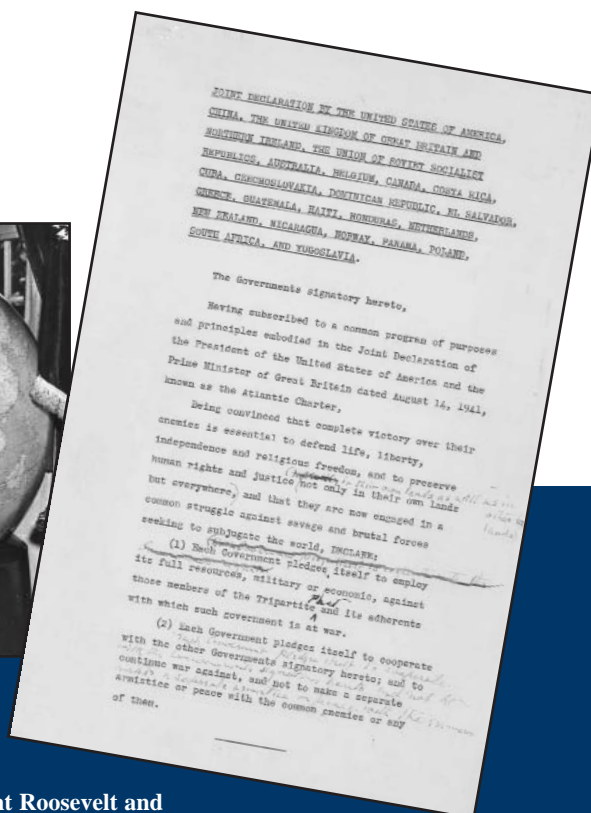 JOINT DECLARATION BY THE UNITED STATES OF AMERICA,
CHINA, THE UNITED KINGDOM OF GREAT BRITAIN AND
NORTHERN IRELAND, THE UNION OF SOVIET SOCIALIST
REPUBLICS, AUSTRALIA, BELGIUM, CANADA, COSTA RICA,
CUBA, CZECHOSLOVAKIA, DOMINICAN REPUBLIC, EL SALVADOR,
GREECE, GUATEMALA, HAITI, HONDURAS, NETHERLANDS,
NEW ZEALAND, NICARAGUA, NORWAY, PANAMA, POLAND,
SOUTH AFRICA, AND YUGOSLAVIA.
The Governments signatory hereto,
Having subscribed to a common program of purposes
and principles embodied in the Joint Declaration of
the President of the United States of America and the
Prime Minister of Great Britain dated August 14, 1941,
known as the Atlantic Charter,
Being convinced that complete victory over their
enemies is essential to defend life, liberty,
independence and religious freedom, and to preserve
human rights and justice not only in their own lands
but everywhere, and that they are now engaged in a
common struggle against savage and brutal forces
seeking to subjugate the world, DECLARE:
(1) Each Government pledges itself to employ
its full resources, military or economic, against
those members of the Tripartite Pact and its adherents
with which such government is at war.
(2) Each Government pledges itself to cooperate
with the other Governments signatory hereto; and to
continue war against, and not to make a separate
armistice or peace with the common enemies or any
of them.
nt Roosevelt and